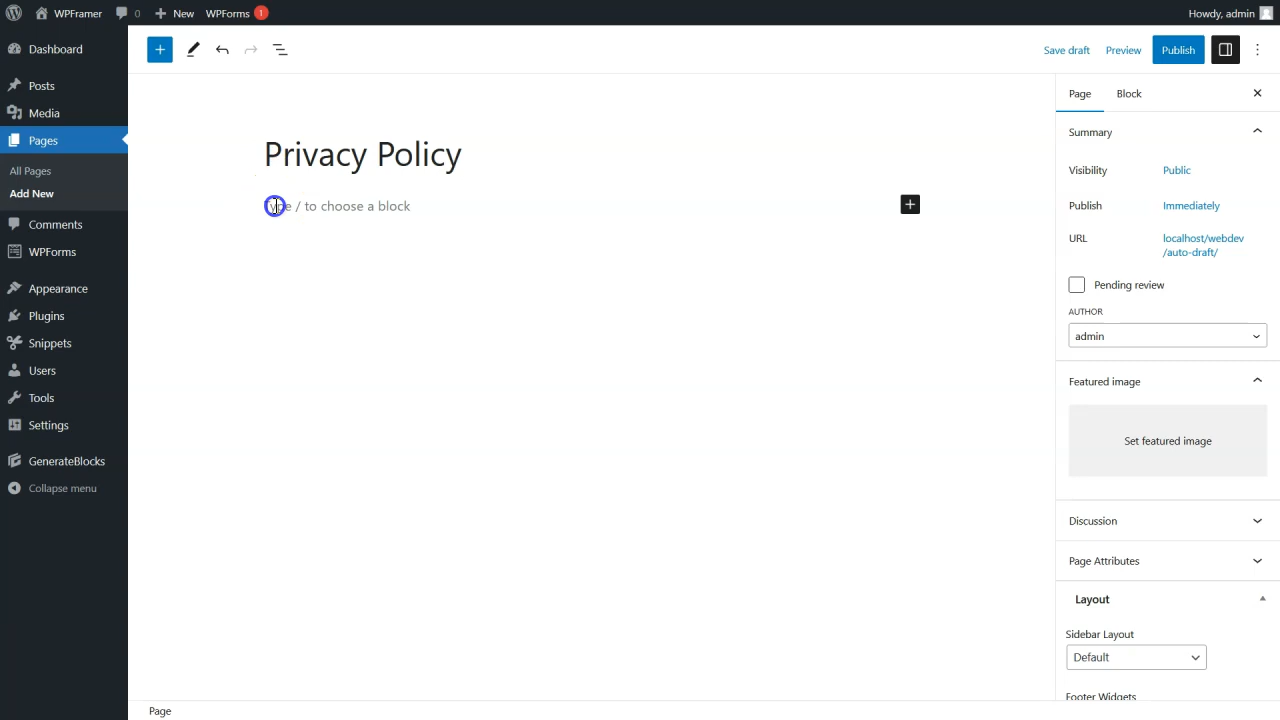 WPFramer 0 New WPForms 1 Howdy, admin
Dashboard
Posts
Media
Pages
All Pages
Add New
Comments
WPForms
Appearance
Plugins
Snippets
Users
Tools
Settings
GenerateBlocks
Collapse menu
Save draft Preview Publish
Privacy Policy
Type / to choose a block
Page Block
Summary
Visibility Public
Publish Immediately
URL localhost/webdev
/auto-draft/
Pending review
AUTHOR
admin
Featured image
Set featured image
Discussion
Page Attributes
Layout
Sidebar Layout
Default
Footer Widgets
Page